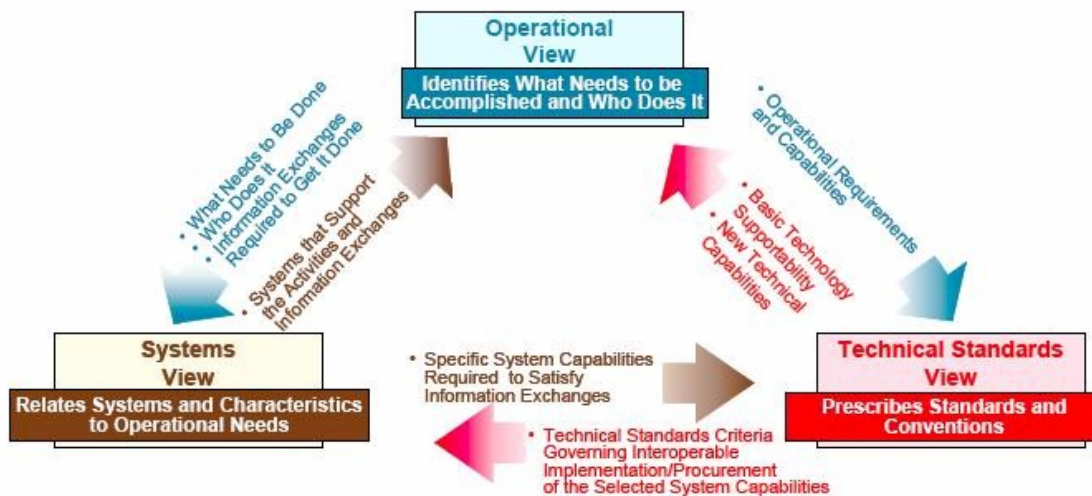 Operational
View
Identifies What Needs to be
Accomplished and Who Does It
• What Needs to Be Done
• Who Does It
• Information Exchanges
Required to Get It Done
• Systems that Support
the Activities and
Information Exchanges
• Operational Requirements
and Capabilities
• Basic Technology
Supportability
• New Technical
Capabilities
Systems
View
Relates Systems and Characteristics
to Operational Needs
• Specific System Capabilities
Required to Satisfy
Information Exchanges
• Technical Standards Criteria
Governing Interoperable
Implementation/Procurement
of the Selected System Capabilities
Technical Standards
View
Prescribes Standards and
Conventions